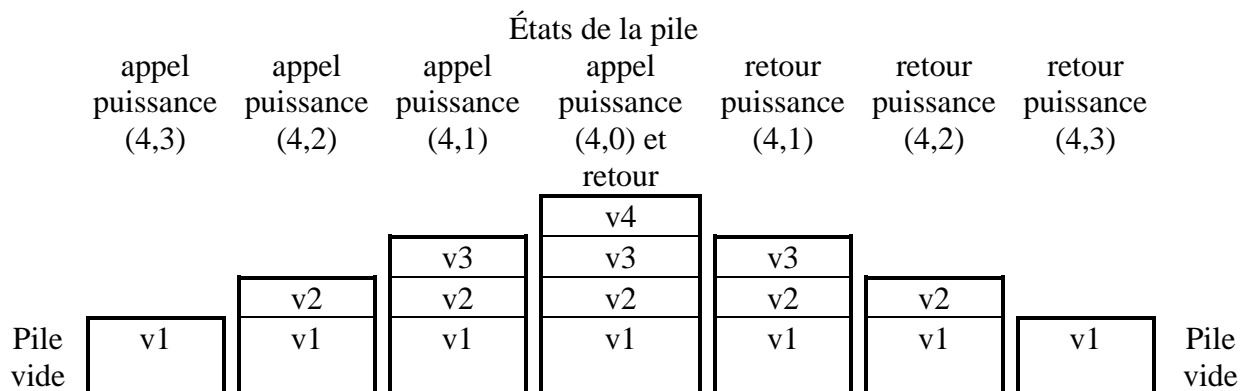 États de la pile
appel appel appel appel retour retour retour
puissance puissance puissance puissance puissance puissance puissance
(4,3) (4,2) (4,1) (4,0) et (4,1) (4,2) (4,3)
retour
v4
v3 v3 v3
v2 v2 v2 v2 v2
Pile v1 v1 v1 v1 v1 v1 v1 Pile
vide vide